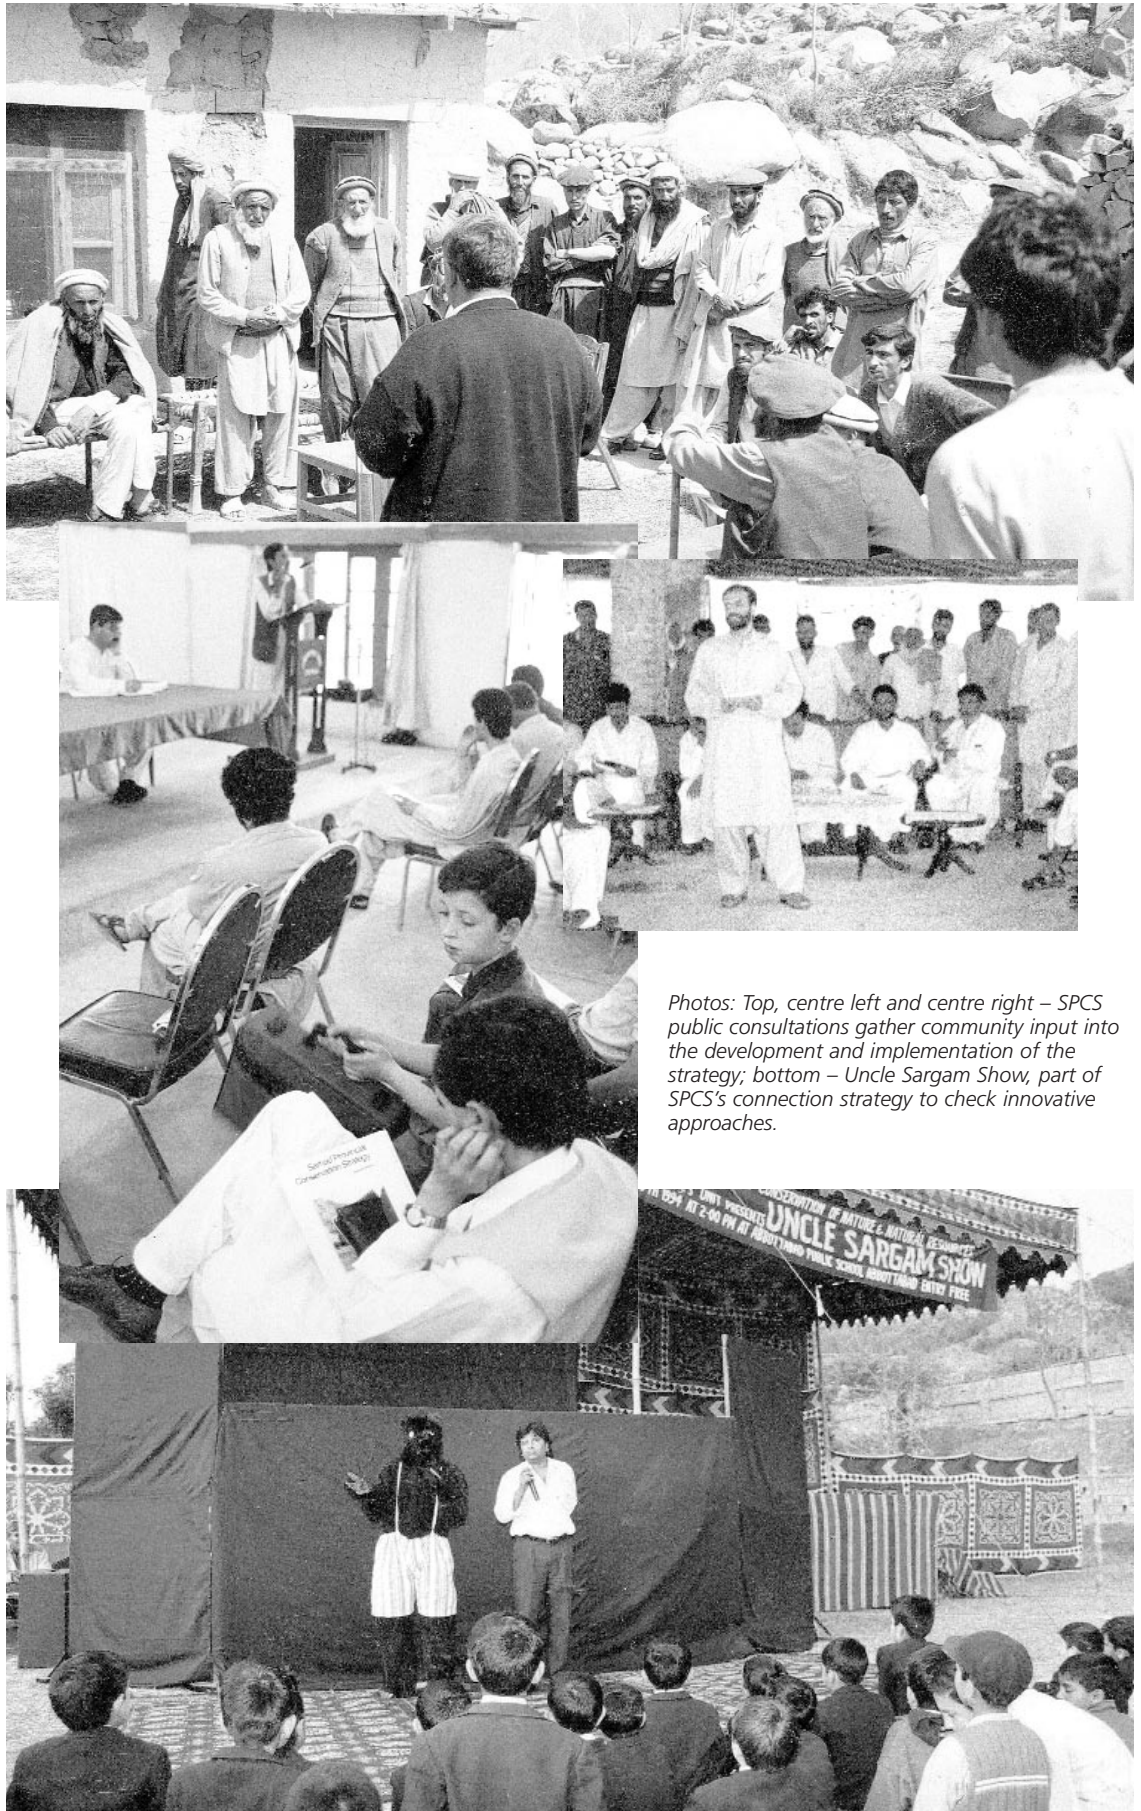 Photos: Top, centre left and centre right – SPCS
public consultations gather community input into
the development and implementation of the
strategy; bottom – Uncle Sargam Show, part of
SPCS's connection strategy to check innovative
approaches.
Sarhad Provincial
Conservation Strategy
CONSERVATION OF NATURE & NATURAL RESOURCES
UNIT PRESENTS UNCLE SARGAM SHOW
1994 AT 2:00 PM AT ABBOTTABAD PUBLIC SCHOOL ABBOTTABAD ENTRY FREE